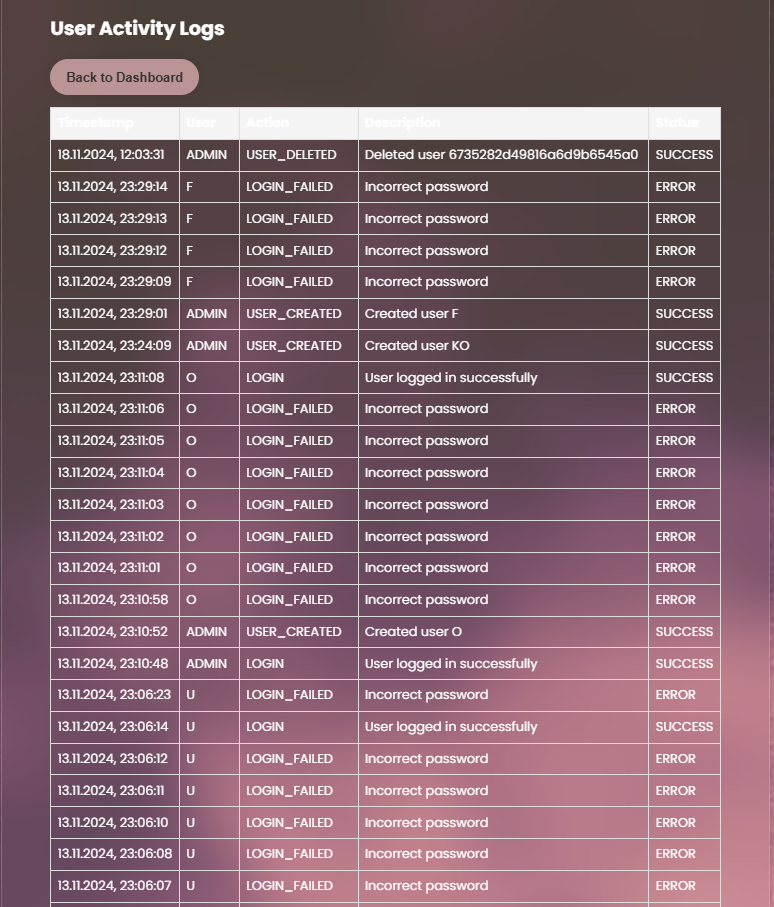 User Activity Logs
Back to Dashboard
Timestamp User Action Description Status
18.11.2024, 12:03:31 ADMIN USER_DELETED Deleted user 6735282d49816a6d9b6545a0 SUCCESS
13.11.2024, 23:29:14 F LOGIN_FAILED Incorrect password ERROR
13.11.2024, 23:29:13 F LOGIN_FAILED Incorrect password ERROR
13.11.2024, 23:29:12 F LOGIN_FAILED Incorrect password ERROR
13.11.2024, 23:29:09 F LOGIN_FAILED Incorrect password ERROR
13.11.2024, 23:29:01 ADMIN USER_CREATED Created user F SUCCESS
13.11.2024, 23:24:09 ADMIN USER_CREATED Created user KO SUCCESS
13.11.2024, 23:11:08 O LOGIN User logged in successfully SUCCESS
13.11.2024, 23:11:06 O LOGIN_FAILED Incorrect password ERROR
13.11.2024, 23:11:05 O LOGIN_FAILED Incorrect password ERROR
13.11.2024, 23:11:04 O LOGIN_FAILED Incorrect password ERROR
13.11.2024, 23:11:03 O LOGIN_FAILED Incorrect password ERROR
13.11.2024, 23:11:02 O LOGIN_FAILED Incorrect password ERROR
13.11.2024, 23:11:01 O LOGIN_FAILED Incorrect password ERROR
13.11.2024, 23:10:58 O LOGIN_FAILED Incorrect password ERROR
13.11.2024, 23:10:52 ADMIN USER_CREATED Created user O SUCCESS
13.11.2024, 23:10:48 ADMIN LOGIN User logged in successfully SUCCESS
13.11.2024, 23:06:23 U LOGIN_FAILED Incorrect password ERROR
13.11.2024, 23:06:14 U LOGIN User logged in successfully SUCCESS
13.11.2024, 23:06:12 U LOGIN_FAILED Incorrect password ERROR
13.11.2024, 23:06:11 U LOGIN_FAILED Incorrect password ERROR
13.11.2024, 23:06:10 U LOGIN_FAILED Incorrect password ERROR
13.11.2024, 23:06:08 U LOGIN_FAILED Incorrect password ERROR
13.11.2024, 23:06:07 U LOGIN_FAILED Incorrect password ERROR